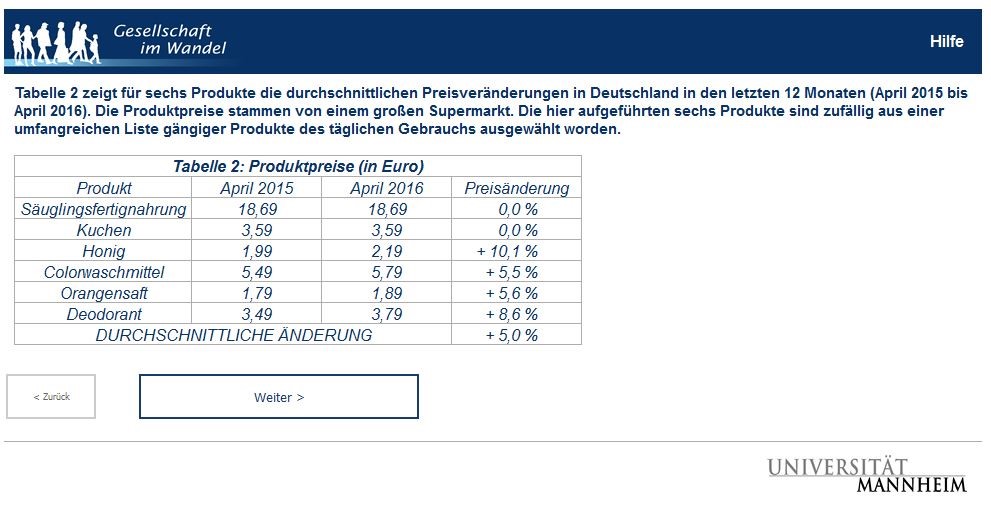 Gesellschaft
im Wandel
Hilfe
Tabelle 2 zeigt für sechs Produkte die durchschnittlichen Preisveränderungen in Deutschland in den letzten 12 Monaten (April 2015 bis
April 2016). Die Produktpreise stammen von einem großen Supermarkt. Die hier aufgeführten sechs Produkte sind zufällig aus einer
umfangreichen Liste gängiger Produkte des täglichen Gebrauchs ausgewählt worden.
Tabelle 2: Produktpreise (in Euro)
Produkt April 2015 April 2016 Preisänderung
Säuglingsfertignahrung 18,69 18,69 0,0 %
Kuchen 3,59 3,59 0,0 %
Honig 1,99 2,19 + 10,1 %
Colorwaschmittel 5,49 5,79 + 5,5 %
Orangensaft 1,79 1,89 + 5,6 %
Deodorant 3,49 3,79 + 8,6 %
DURCHSCHNITTLICHE ÄNDERUNG + 5,0 %
< Zurück Weiter >
UNIVERSITÄT
MANNHEIM